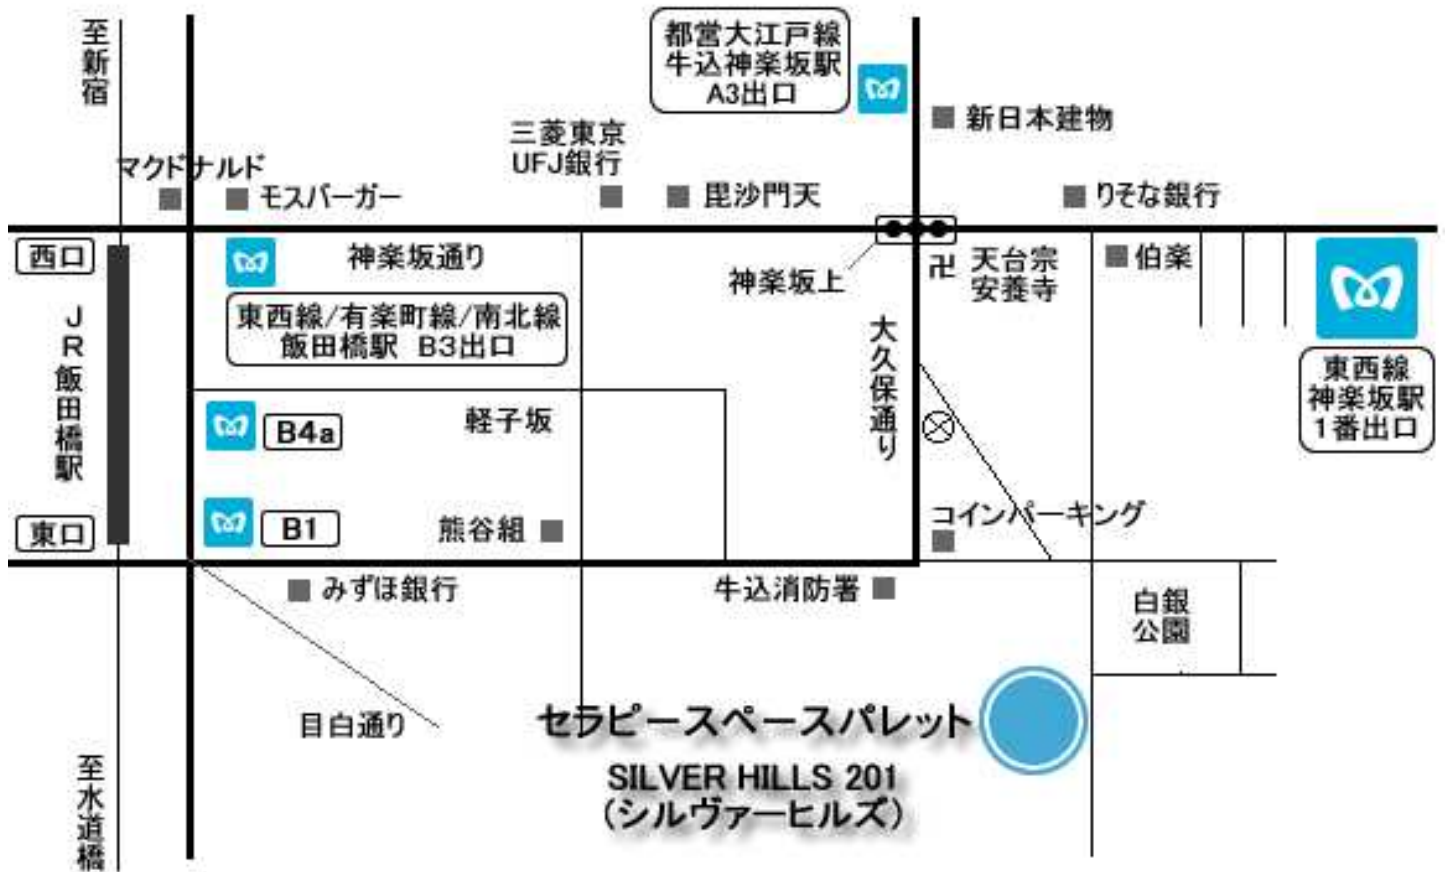 至新宿
都営大江戸線
牛込神楽坂駅
A3出口
新日本建物
三菱東京
UFJ銀行
マクドナルド
モスバーガー
毘沙門天
りそな銀行
西口
神楽坂通り
神楽坂上
卍
天台宗
安養寺
伯楽
東西線/有楽町線/南北線
飯田橋駅 B3出口
JR飯田橋駅
大久保通り
東西線
神楽坂駅
1番出口
B4a
軽子坂
東口
B1
熊谷組
コインパーキング
みずほ銀行
牛込消防署
白銀
公園
目白通り
セラピースペースパレット
SILVER HILLS 201
(シルヴァーヒルズ)
至水道橋